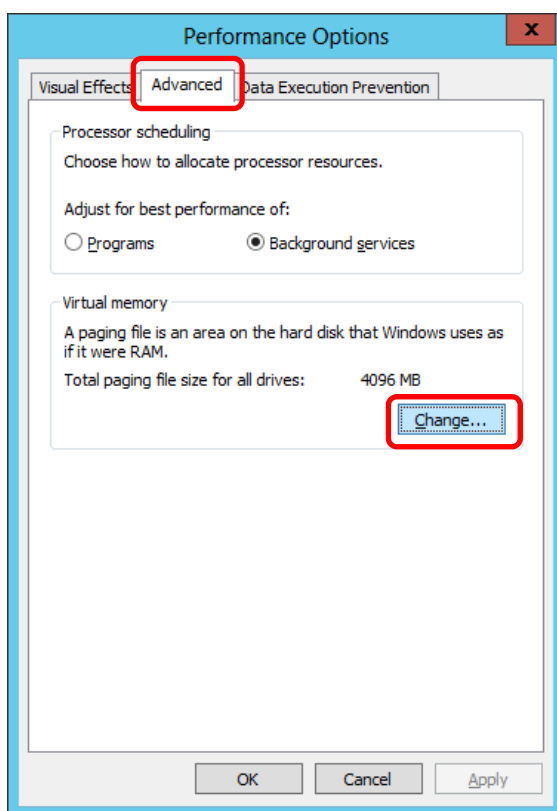 Performance Options
x
Visual Effects Advanced Data Execution Prevention
Processor scheduling
Choose how to allocate processor resources.
Adjust for best performance of:
Programs Background services
Virtual memory
A paging file is an area on the hard disk that Windows uses as
if it were RAM.
Total paging file size for all drives: 4096 MB
Change...
OK Cancel Apply